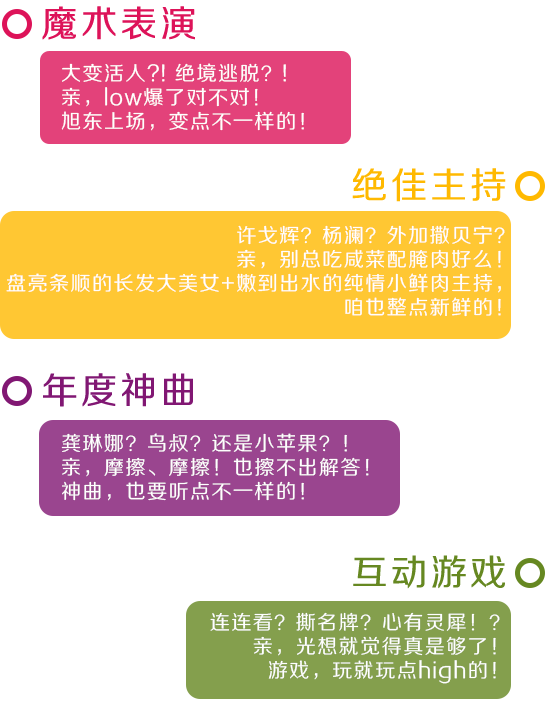 魔术表演
大变活人?! 绝境逃脱? !
亲，low爆了对不对！
旭东上场，变点不一样的！
绝佳主持
许戈辉? 杨澜? 外加撒贝宁?
亲，别总吃咸菜配腌肉好么！
盘亮条顺的长发大美女+嫩到出水的纯情小鲜肉主持，
咱也整点新鲜的！
年度神曲
龚琳娜? 鸟叔? 还是小苹果? !
亲，摩擦、摩擦！也擦不出解答！
神曲，也要听点不一样的！
互动游戏
连连看? 撕名牌? 心有灵犀！?
亲，光想就觉得真是够了！
游戏，玩就玩点high的！